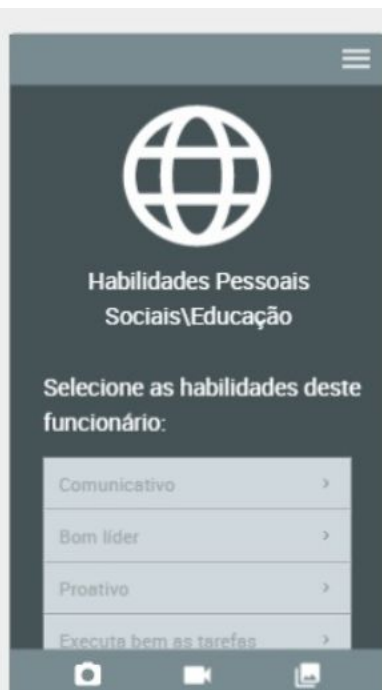 Habilidades Pessoais
Sociais\Educação
Selecione as habilidades deste
funcionário:
Comunicativo
Bom líder
Proativo
Executa bem as tarefas